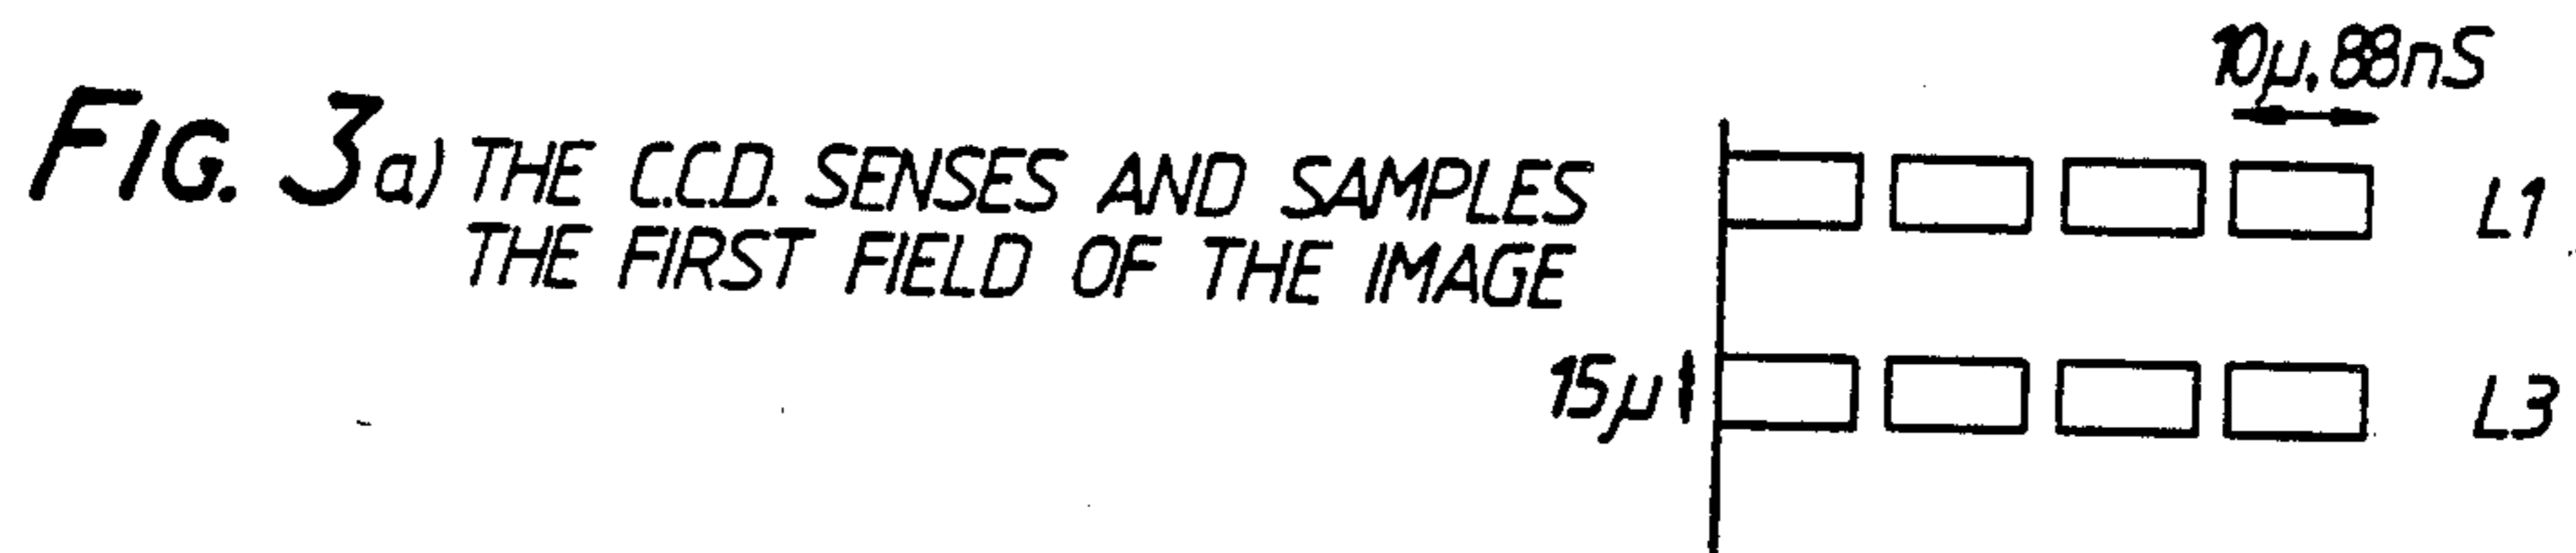 10μ, 88nS
FIG. 3a) THE C.C.D. SENSES AND SAMPLES
THE FIRST FIELD OF THE IMAGE
L1
15μ
L3